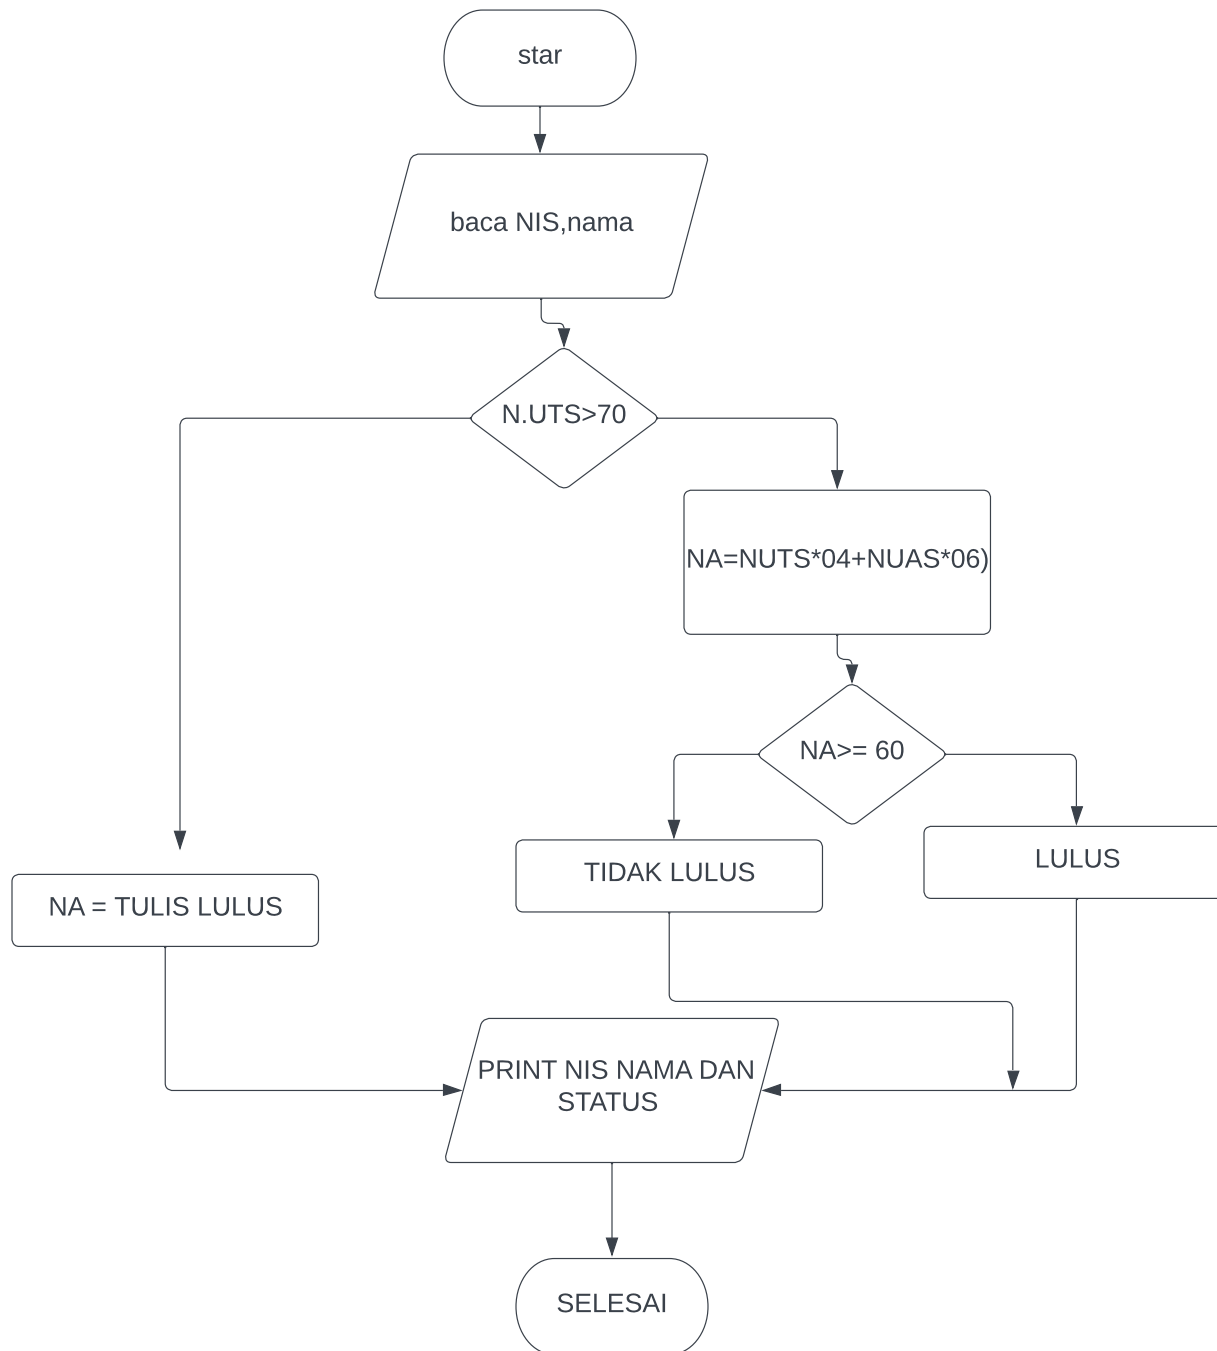 star
baca NIS,nama
N.UTS>70
NA=NUTS*04+NUAS*06)
NA>= 60
TIDAK LULUS
LULUS
NA = TULIS LULUS
PRINT NIS NAMA DAN
STATUS
SELESAI